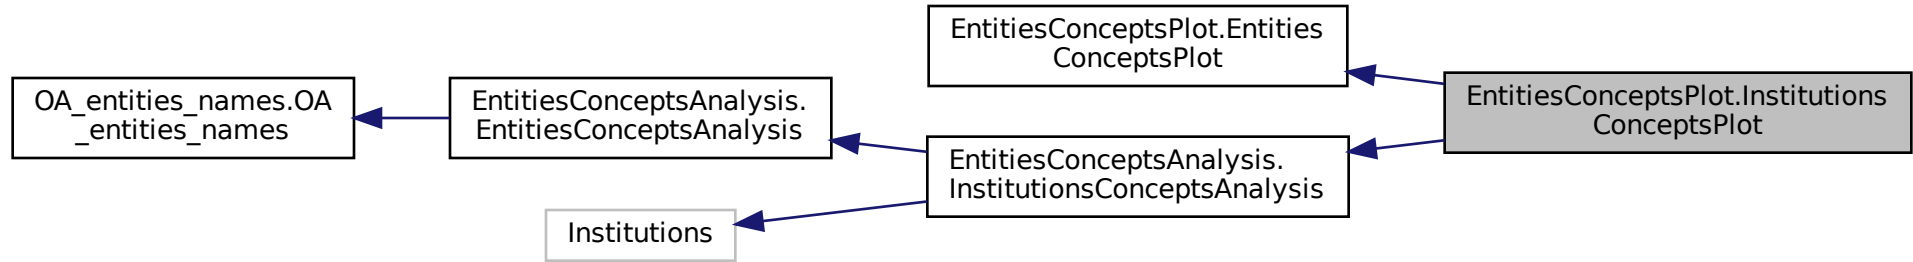 EntitiesConceptsPlot.Entities
ConceptsPlot
OA_entities_names.OA
_entities_names
EntitiesConceptsAnalysis.
EntitiesConceptsAnalysis
EntitiesConceptsPlot.Institutions
ConceptsPlot
EntitiesConceptsAnalysis.
InstitutionsConceptsAnalysis
Institutions